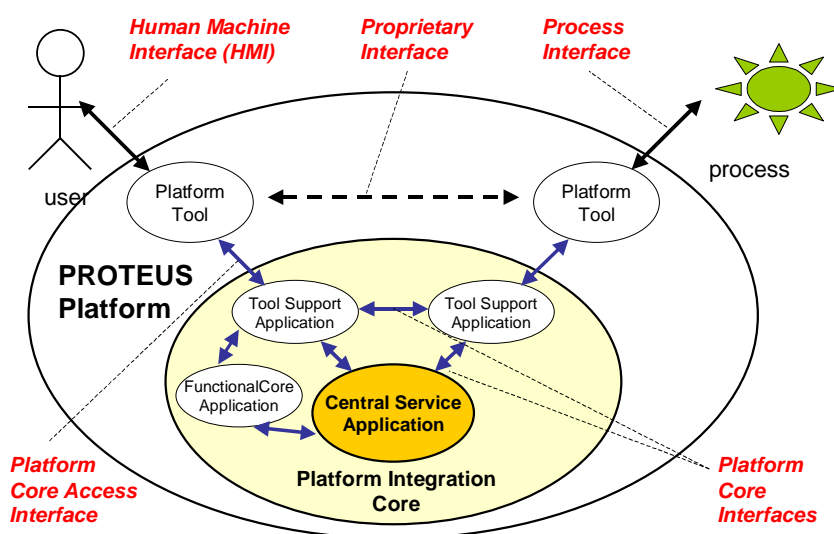 Human Machine
Interface (HMI)
Proprietary
Interface
Process
Interface
user
process
Platform
Tool
Platform
Tool
PROTEUS
Platform
Tool Support
Application
Tool Support
Application
FunctionalCore
Application
Central Service
Application
Platform Integration
Core
Platform
Core Access
Interface
Platform
Core
Interfaces